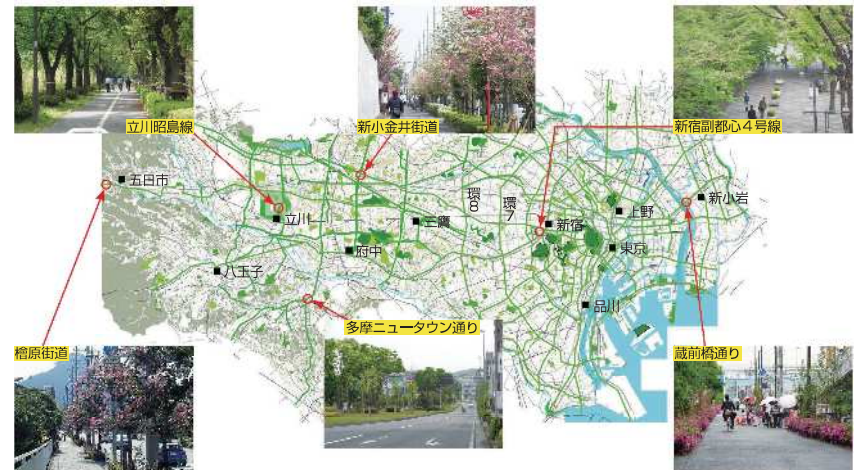 立川昭島線
新小金井街道
新宿副都心4号線
五日市
立川
三鷹
環8
環7
新宿
上野
新小岩
府中
東京
八王子
品川
多摩ニュータウン通り
檜原街道
蔵前橋通り